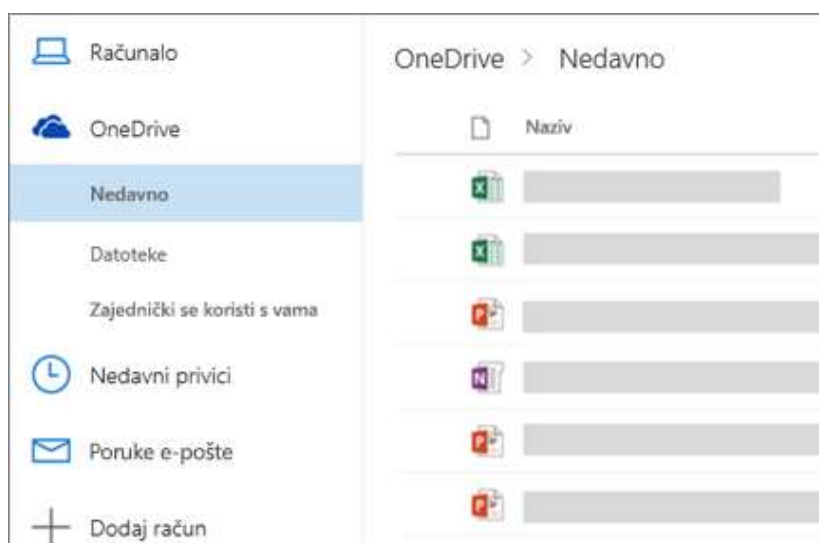 Računalo
OneDrive
Nedavno
Datoteke
Zajednički se koristi s vama
Nedavni privici
Poruke e-pošte
Dodaj račun
OneDrive > Nedavno
Naziv